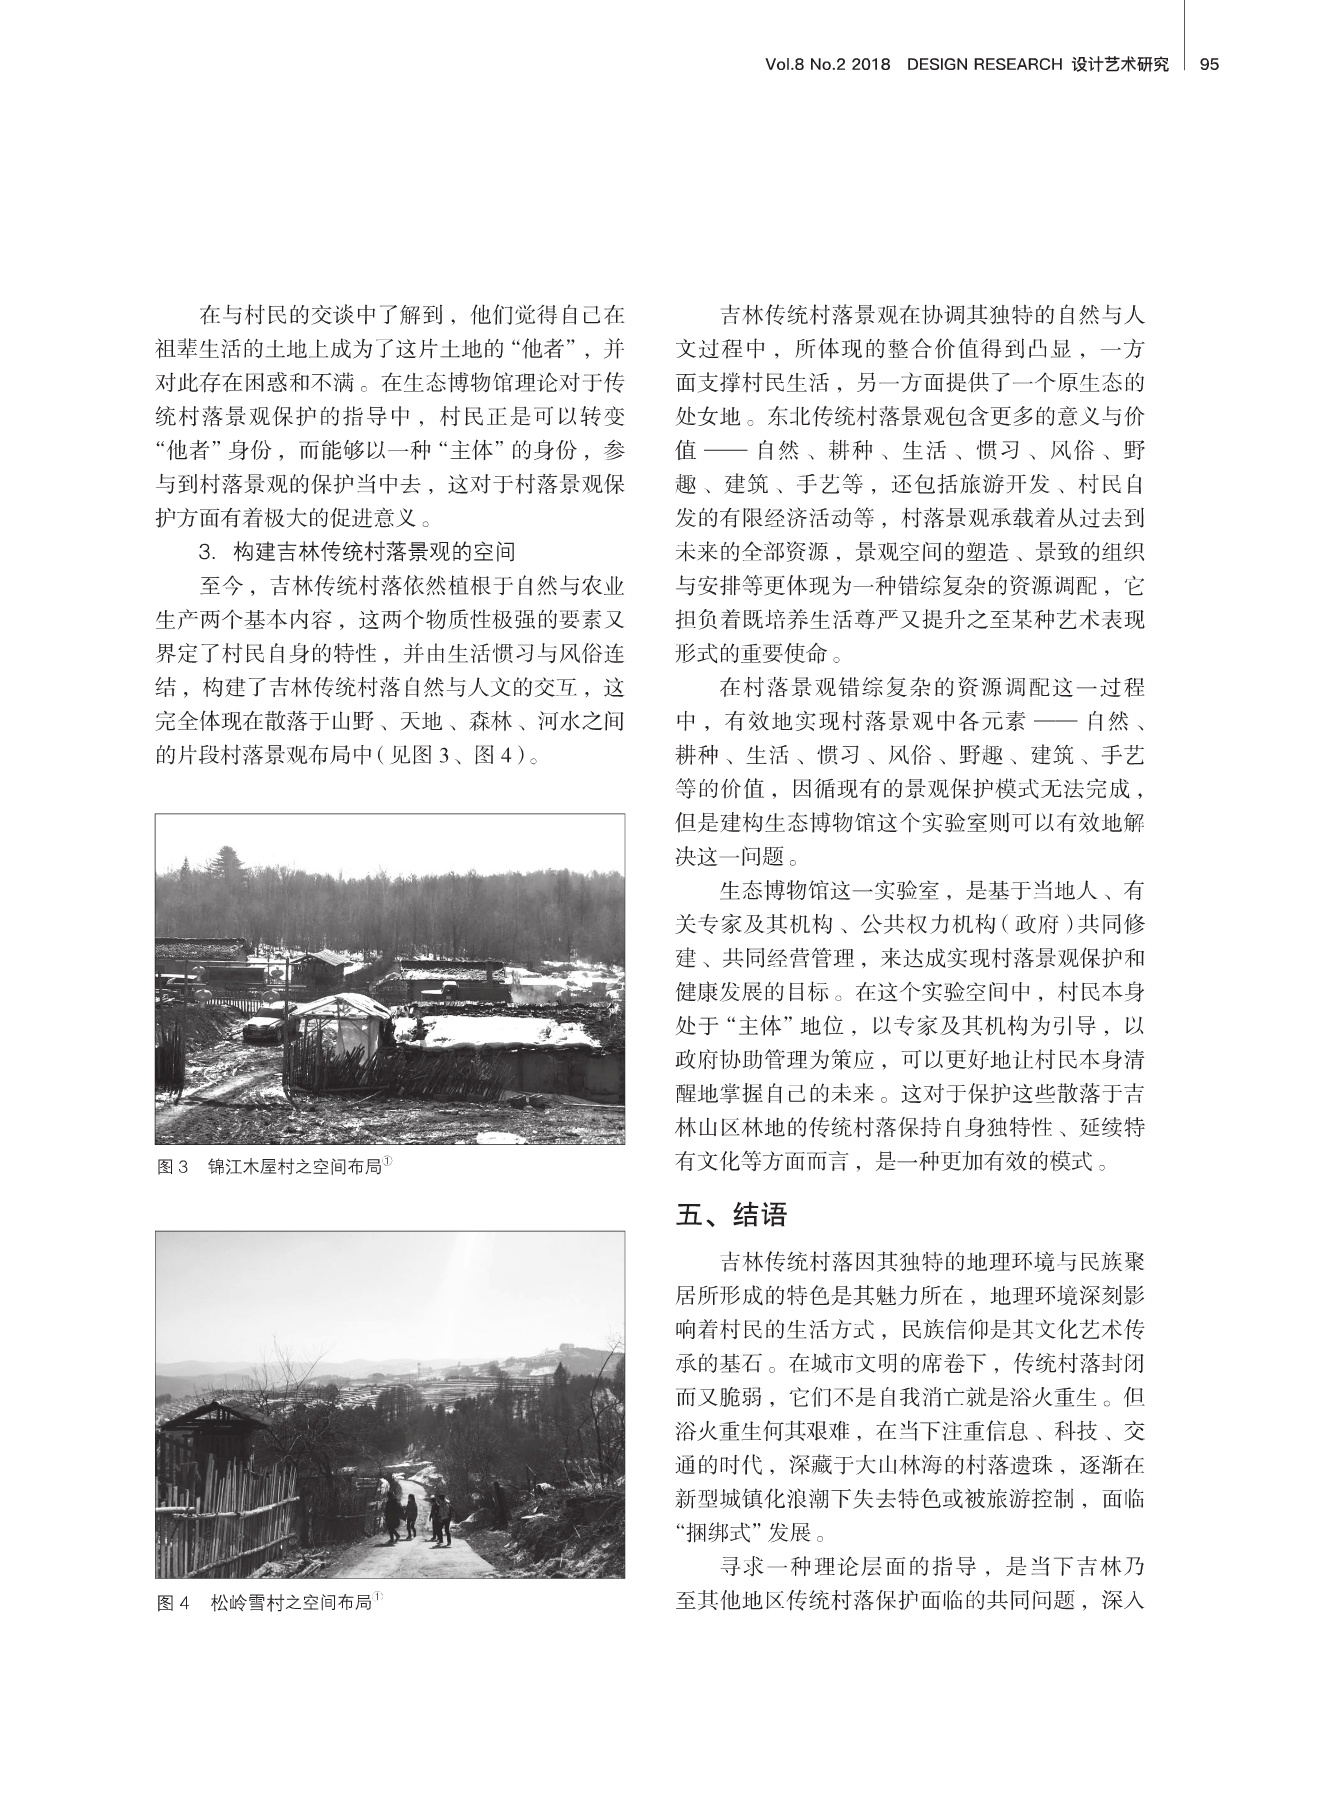 Vol.8 No.2 2018 DESIGN RESEARCH 设计艺术研究 95
在与村民的交谈中了解到，他们觉得自己在
祖辈生活的土地上成为了这片土地的“他者”，并
对此存在困惑和不满。在生态博物馆理论对于传
统村落景观保护的指导中，村民正是可以转变
“他者”身份，而能够以一种“主体”的身份，参
与到村落景观的保护当中去，这对于村落景观保
护方面有着极大的促进意义。
3. 构建吉林传统村落景观的空间
至今，吉林传统村落依然植根于自然与农业
生产两个基本内容，这两个物质性极强的要素又
界定了村民自身的特性，并由生活惯习与风俗连
结，构建了吉林传统村落自然与人文的交互，这
完全体现在散落于山野、天地、森林、河水之间
的片段村落景观布局中（见图3、图4）。
图3 锦江木屋村之空间布局①
图4 松岭雪村之空间布局①
吉林传统村落景观在协调其独特的自然与人
文过程中，所体现的整合价值得到凸显，一方
面支撑村民生活，另一方面提供了一个原生态的
处女地。东北传统村落景观包含更多的意义与价
值——自然、耕种、生活、惯习、风俗、野
趣、建筑、手艺等，还包括旅游开发、村民自
发的有限经济活动等，村落景观承载着从过去到
未来的全部资源，景观空间的塑造、景致的组织
与安排等更体现为一种错综复杂的资源调配，它
担负着既培养生活尊严又提升之至某种艺术表现
形式的重要使命。
在村落景观错综复杂的资源调配这一过程
中，有效地实现村落景观中各元素——自然、
耕种、生活、惯习、风俗、野趣、建筑、手艺
等的价值，因循现有的景观保护模式无法完成，
但是建构生态博物馆这个实验室则可以有效地解
决这一问题。
生态博物馆这一实验室，是基于当地人、有
关专家及其机构、公共权力机构（政府）共同修
建、共同经营管理，来达成实现村落景观保护和
健康发展的目标。在这个实验空间中，村民本身
处于“主体”地位，以专家及其机构为引导，以
政府协助管理为策应，可以更好地让村民本身清
醒地掌握自己的未来。这对于保护这些散落于吉
林山区林地的传统村落保持自身独特性、延续特
有文化等方面而言，是一种更加有效的模式。
五、结语
吉林传统村落因其独特的地理环境与民族聚
居所形成的特色是其魅力所在，地理环境深刻影
响着村民的生活方式，民族信仰是其文化艺术传
承的基石。在城市文明的席卷下，传统村落封闭
而又脆弱，它们不是自我消亡就是浴火重生。但
浴火重生何其艰难，在当下注重信息、科技、交
通的时代，深藏于大山林海的村落遗珠，逐渐在
新型城镇化浪潮下失去特色或被旅游控制，面临
“捆绑式”发展。
寻求一种理论层面的指导，是当下吉林乃
至其他地区传统村落保护面临的共同问题，深入